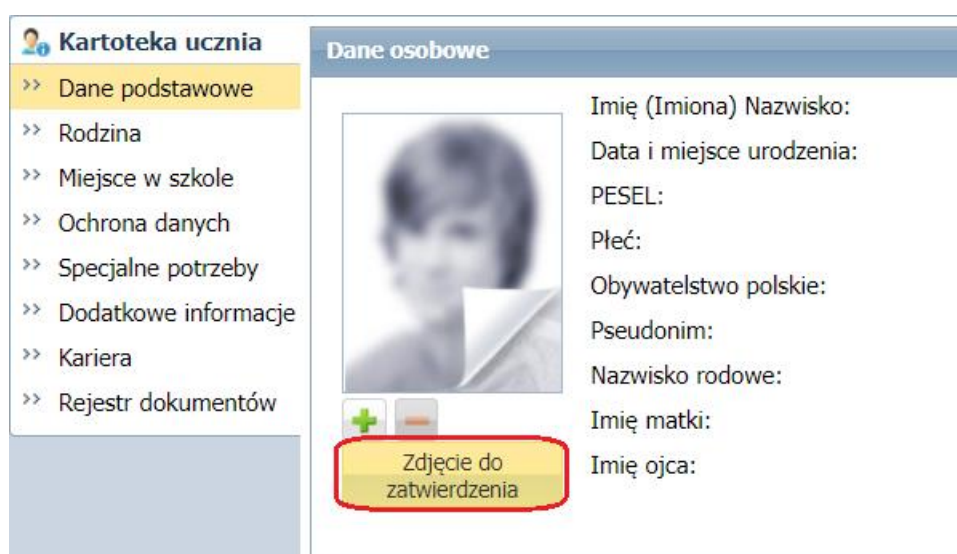 Kartoteka ucznia
Dane podstawowe
Rodzina
Miejsce w szkole
Ochrona danych
Specjalne potrzeby
Dodatkowe informacje
Kariera
Rejestr dokumentów
Dane osobowe
Imię (Imiona) Nazwisko:
Data i miejsce urodzenia:
PESEL:
Płeć:
Obywatelstwo polskie:
Pseudonim:
Nazwisko rodowe:
Imię matki:
Imię ojca:
Zdjęcie do
zatwierdzenia